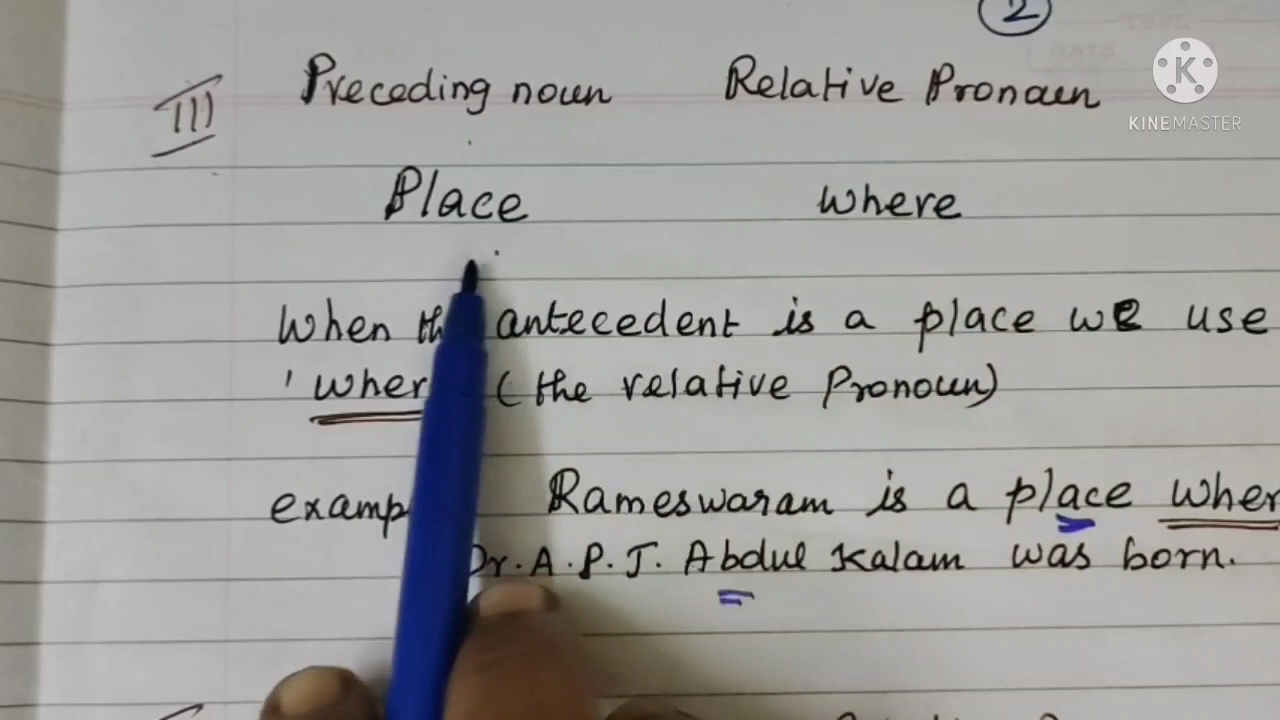 2
III Preceding noun Relative Pronoun
K
KINEMASTER
Place where
When antecedent is a place we use
' wher (the relative Pronoun)
examp Rameswaram is a place wher
Dr. A. P. J. Abdul Kalam was born.